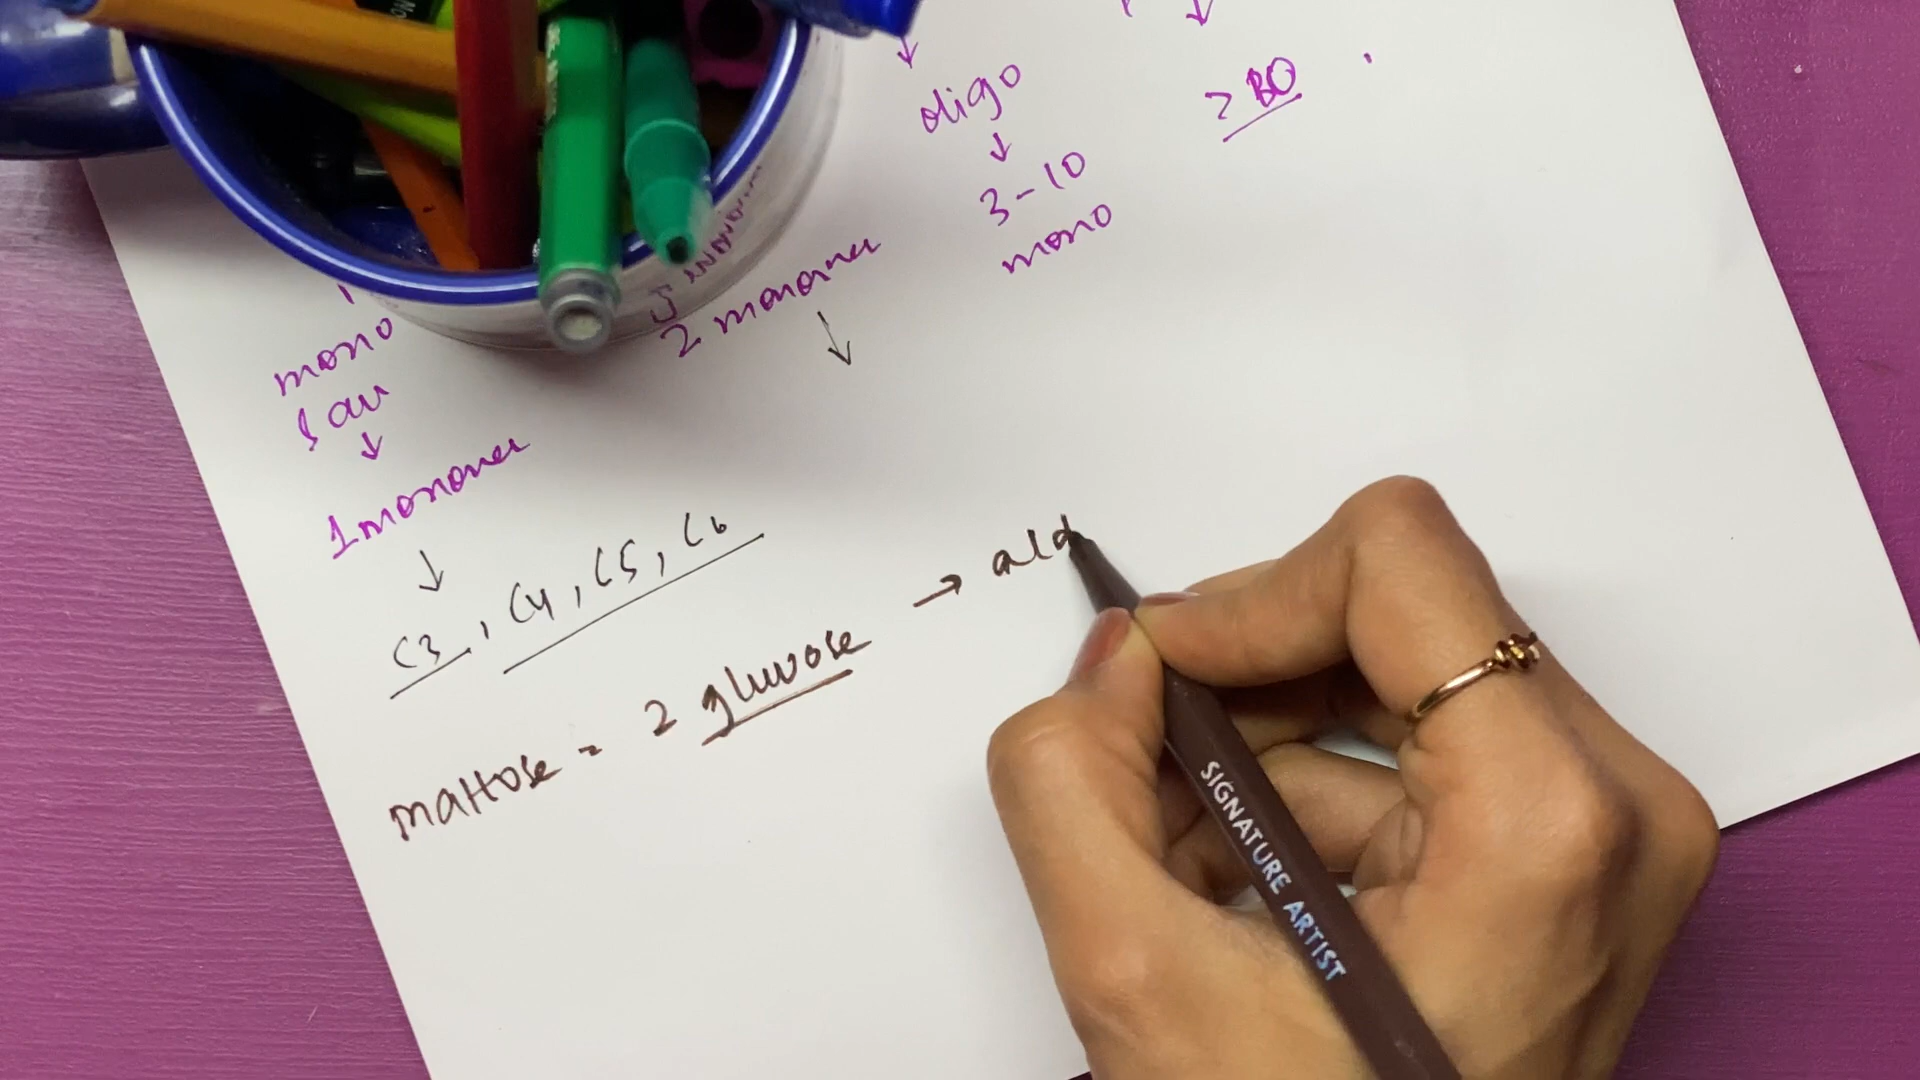 oligo
3-10
mono
2 monomer
mono
sacc
1 monomer
C3, C4, C5, C6
maltose = 2 glucose → ald
SIGNATURE ARTIST